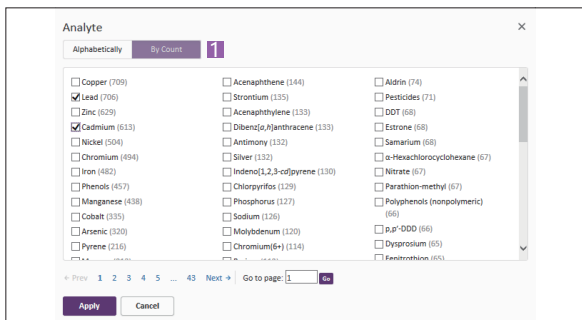 Analyte ×
Alphabetically By Count 1
Copper (709)
Lead (706)
Zinc (629)
Cadmium (613)
Nickel (504)
Chromium (494)
Iron (482)
Phenols (457)
Manganese (438)
Cobalt (335)
Arsenic (320)
Pyrene (216)
Acenaphthene (144)
Strontium (135)
Acenaphthylene (133)
Dibenz[a,h]anthracene (133)
Antimony (132)
Silver (132)
Indeno[1,2,3-cd]pyrene (130)
Chlorpyrifos (129)
Phosphorus (127)
Sodium (126)
Molybdenum (120)
Chromium(6+) (114)
Aldrin (74)
Pesticides (71)
DDT (68)
Estrone (68)
Samarium (68)
α-Hexachlorocyclohexane (67)
Nitrate (67)
Parathion-methyl (67)
Polyphenols (nonpolymeric)
(66)
p,p'-DDD (66)
Dysprosium (65)
Fenitrothion (65)
← Prev 1 2 3 4 5 ... 43 Next → Go to page: 1 Go
Apply Cancel